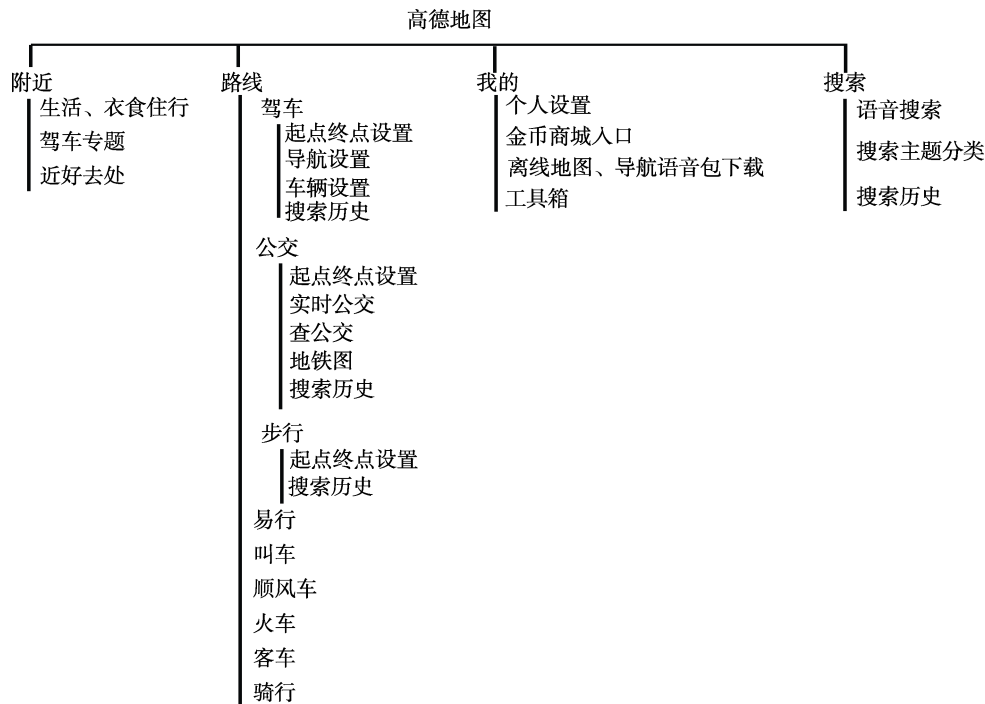 高德地图
附近
生活、衣食住行
驾车专题
近好去处
路线
驾车
起点终点设置
导航设置
车辆设置
搜索历史
公交
起点终点设置
实时公交
查公交
地铁图
搜索历史
步行
起点终点设置
搜索历史
易行
叫车
顺风车
火车
客车
骑行
我的
个人设置
金币商城入口
离线地图、导航语音包下载
工具箱
搜索
语音搜索
搜索主题分类
搜索历史